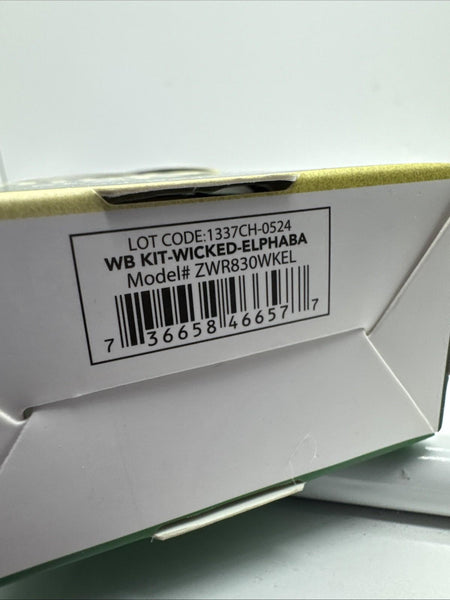 LOT CODE:1337CH-0524
WB KIT-WICKED-ELPHABA
Model# ZWR830WKEL
7 36658 46657 7